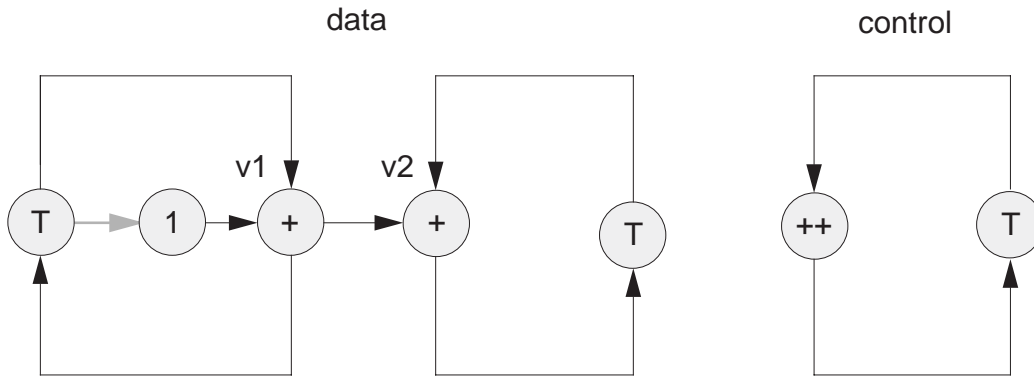 data
control
v1
v2
T
1
+
+
T
++
T